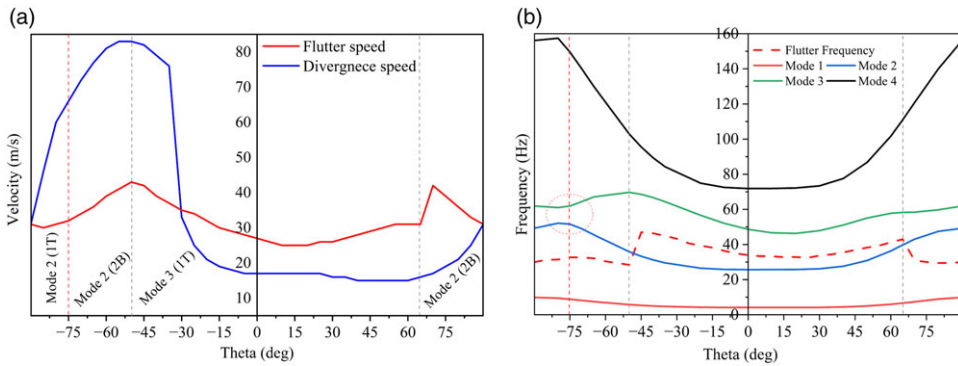 (a)
Flutter speed
Divergnece speed
80
70
60
50
40
30
20
10
Velocity (m/s)
Mode 2 (1T)
Mode 2 (2B)
Mode 3 (1T)
Mode 2 (2B)
−75 −60 −45 −30 −15 0 15 30 45 60 75
Theta (deg)
(b)
160
140
120
100
80
60
40
20
0
Frequency (Hz)
Flutter Frequency
Mode 1 Mode 2
Mode 3 Mode 4
−75 −60 −45 −30 −15 0 15 30 45 60 75
Theta (deg)